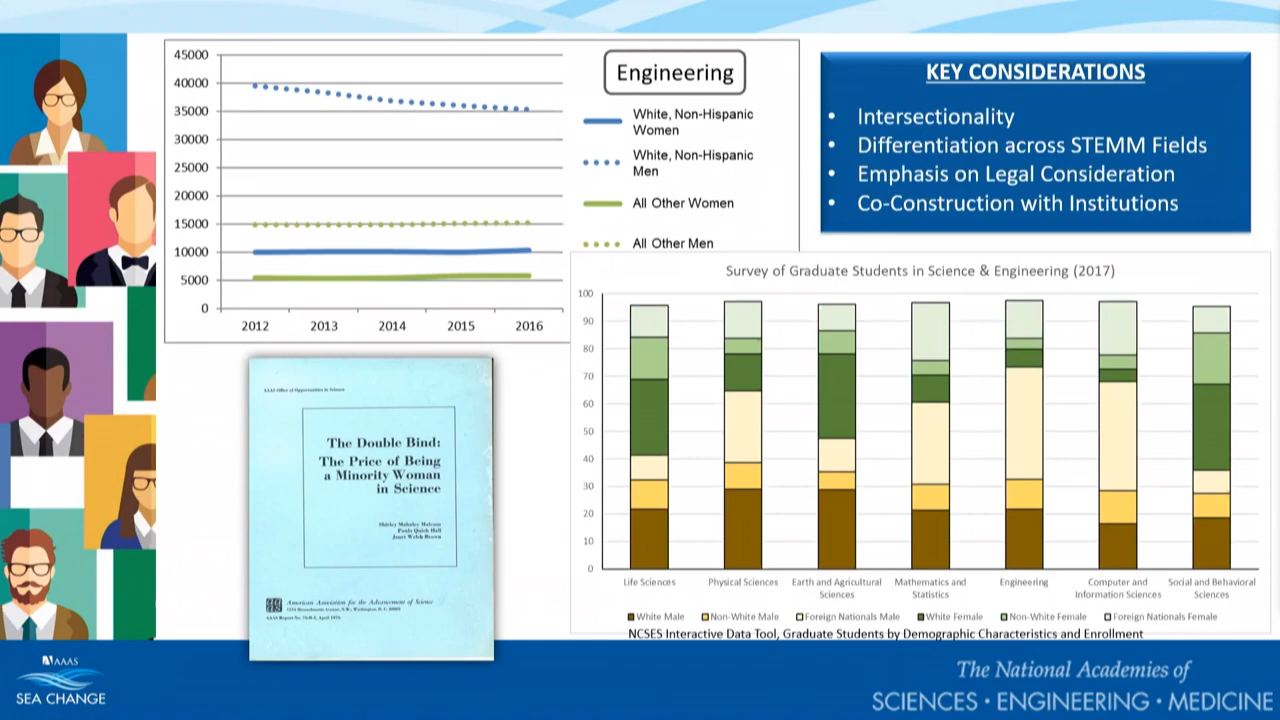 45000
40000
35000
30000
25000
20000
15000
10000
5000
0
2012 2013 2014 2015 2016
Engineering
White, Non-Hispanic
Women
White, Non-Hispanic
Men
All Other Women
All Other Men
KEY CONSIDERATIONS
• Intersectionality
• Differentiation across STEMM Fields
• Emphasis on Legal Consideration
• Co-Construction with Institutions
Survey of Graduate Students in Science & Engineering (2017)
100
90
80
70
60
50
40
30
20
10
0
Life Sciences Physical Sciences Earth and Agricultural Sciences Mathematics and Statistics Engineering Computer and Information Sciences Social and Behavioral Sciences
White Male Non-White Male Foreign Nationals Male White Female Non-White Female Foreign Nationals Female
NCSES Interactive Data Tool, Graduate Students by Demographic Characteristics and Enrollment
AAAS Office of Opportunities in Science
The Double Bind:
The Price of Being
a Minority Woman
in Science
Shirley Mahaley Malcom
Paula Quick Hall
Janet Welsh Brown
American Association for the Advancement of Science
1515 Massachusetts Avenue, N.W., Washington, D.C. 20005
AAAS
SEA CHANGE
The National Academies of
SCIENCES • ENGINEERING • MEDICINE